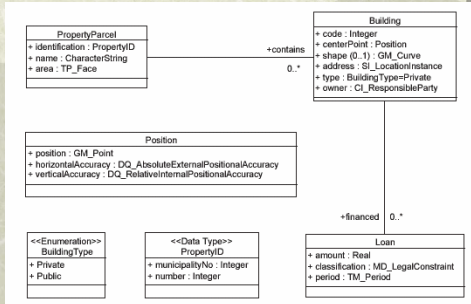 PropertyParcel
+ identification : PropertyID
+ name : CharacterString
+ area : TP_Face
+contains
0..*
Building
+ code : Integer
+ centerPoint : Position
+ shape (0..1) : GM_Curve
+ address : SI_LocationInstance
+ type : BuildingType=Private
+ owner : CI_ResponsibleParty
Position
+ position : GM_Point
+ horizontalAccuracy : DQ_AbsoluteExternalPositionalAccuracy
+ verticalAccuracy : DQ_RelativeInternalPositionalAccuracy
+financed
0..*
<<Enumeration>>
BuildingType
+ Private
+ Public
<<Data Type>>
PropertyID
+ municipalityNo : Integer
+ number : Integer
Loan
+ amount : Real
+ classification : MD_LegalConstraint
+ period : TM_Period